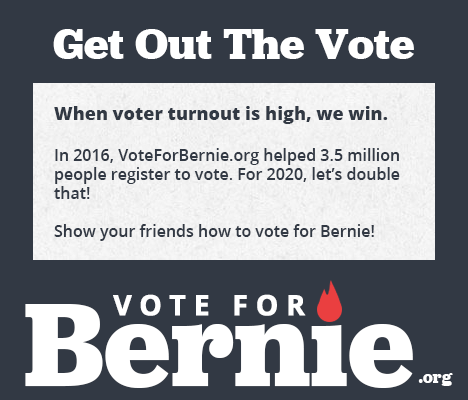 Get Out The Vote
When voter turnout is high, we win.
In 2016, VoteForBernie.org helped 3.5 million
people register to vote. For 2020, let’s double
that!
Show your friends how to vote for Bernie!
VOTE FOR
Bernie.org